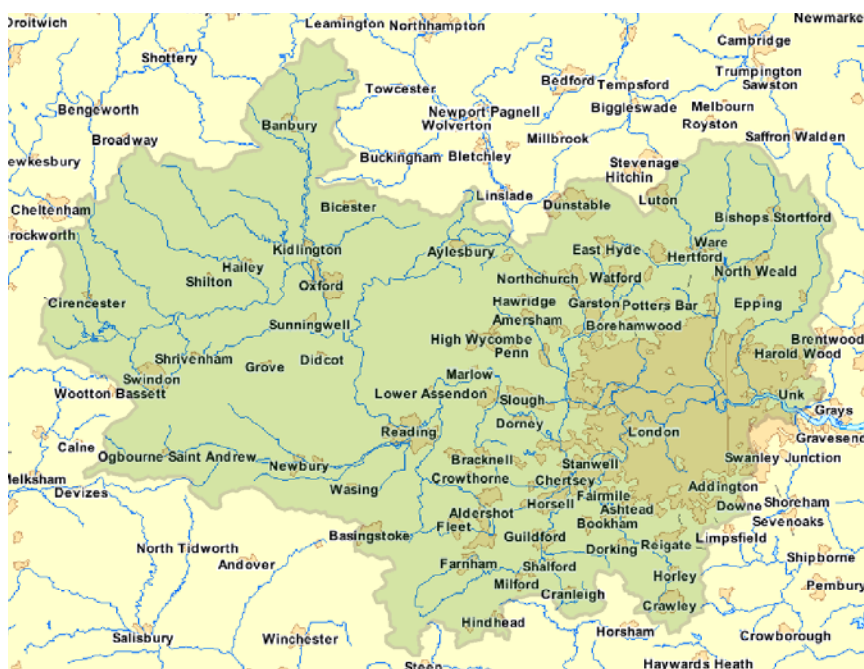 Droitwich
Leamington
Northhampton
Newmarke
Shottery
Cambridge
Towcester
Bedford
Tempsford
Trumpington
Sawston
Bengeworth
Banbury
Newport Pagnell
Wolverton
Biggleswade
Melbourn
Royston
Broadway
Millbrook
Saffron Walden
ewkesbury
Buckingham
Bletchley
Stevenage
Hitchin
Cheltenham
Bicester
Linslade
Dunstable
Luton
Bishops Stortford
rockworth
Kidlington
Aylesbury
East Hyde
Ware
Hertford
Hailey
Shilton
Oxford
Northchurch
Watford
North Weald
Cirencester
Hawridge
Garston
Potters Bar
Epping
Sunningwell
Amersham
Borehamwood
High Wycombe
Penn
Brentwood
Harold Wood
Shrivenham
Grove
Didcot
Swindon
Marlow
Wootton Bassett
Lower Assendon
Slough
Unk
Grays
Dorney
Reading
London
Gravesend
Calne
Ogbourne Saint Andrew
Newbury
Bracknell
Stanwell
Swanley Junction
Melksham
Devizes
Wasing
Crowthorne
Chertsey
Fairmile
Addington
Horsell
Ashtead
Downe
Shoreham
Aldershot
Fleet
Bookham
Sevenoaks
Basingstoke
Guildford
Limpsfield
North Tidworth
Dorking
Reigate
Shipborne
Andover
Farnham
Shalford
Milford
Horley
Pembury
Cranleigh
Crawley
Hindhead
Salisbury
Winchester
Horsham
Crowborough
Steep
Haywards Heath